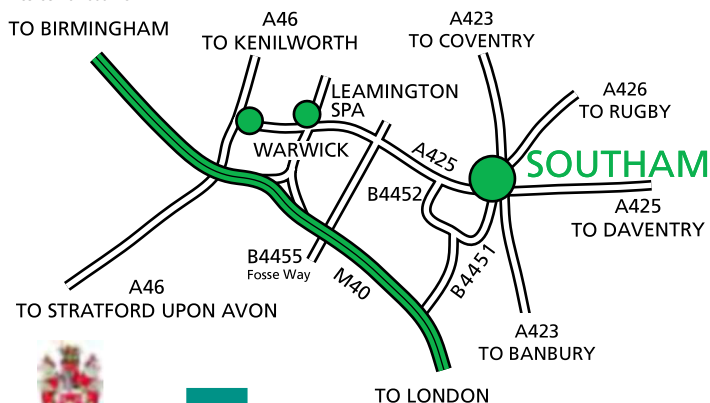 TO BIRMINGHAM
A46
TO KENILWORTH
A423
TO COVENTRY
A426
TO RUGBY
LEAMINGTON
SPA
WARWICK
A425
SOUTHAM
B4452
A425
TO DAVENTRY
B4455
Fosse Way
M40
B4451
A46
TO STRATFORD UPON AVON
A423
TO BANBURY
TO LONDON